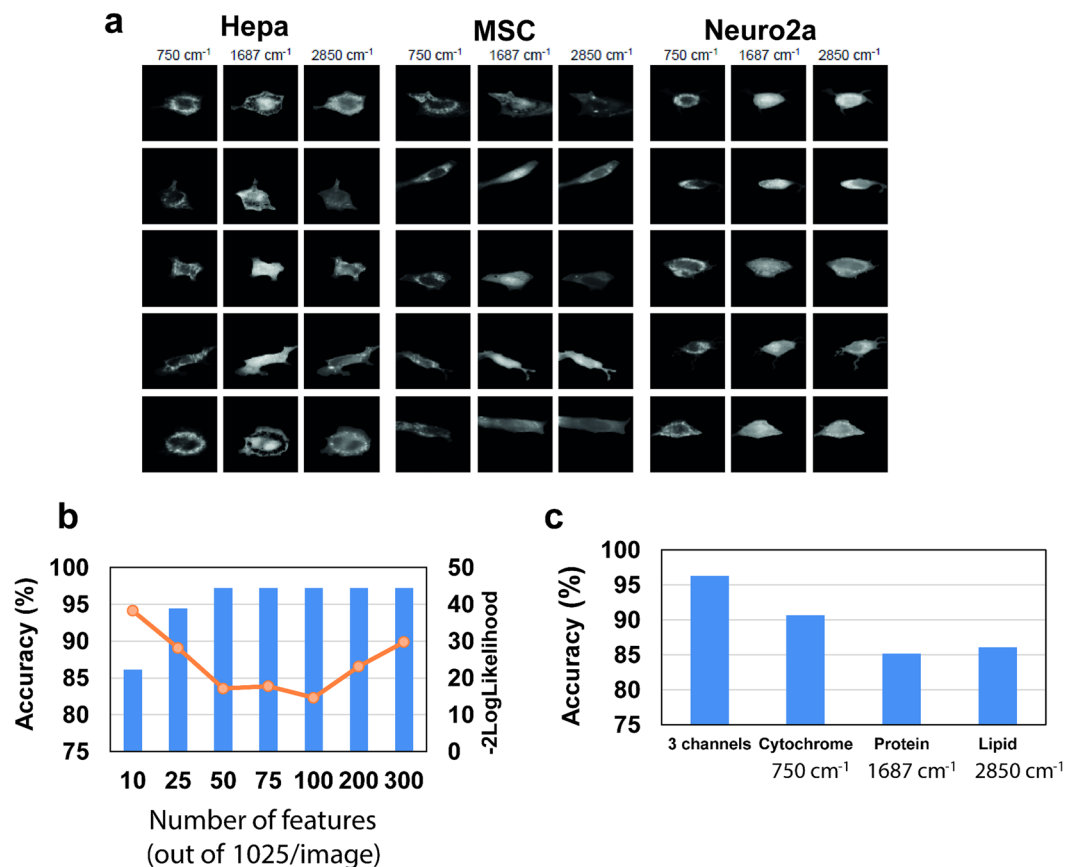 a
Hepa
MSC
Neuro2a
750 cm-1 1687 cm-1 2850 cm-1
750 cm-1 1687 cm-1 2850 cm-1
750 cm-1 1687 cm-1 2850 cm-1
b
Accuracy (%)
100
95
90
85
80
75
50
40
30
20
10
0
-2LogLikelihood
10 25 50 75 100 200 300
Number of features
(out of 1025/image)
c
Accuracy (%)
100
95
90
85
80
75
3 channels Cytochrome Protein Lipid
750 cm-1 1687 cm-1 2850 cm-1